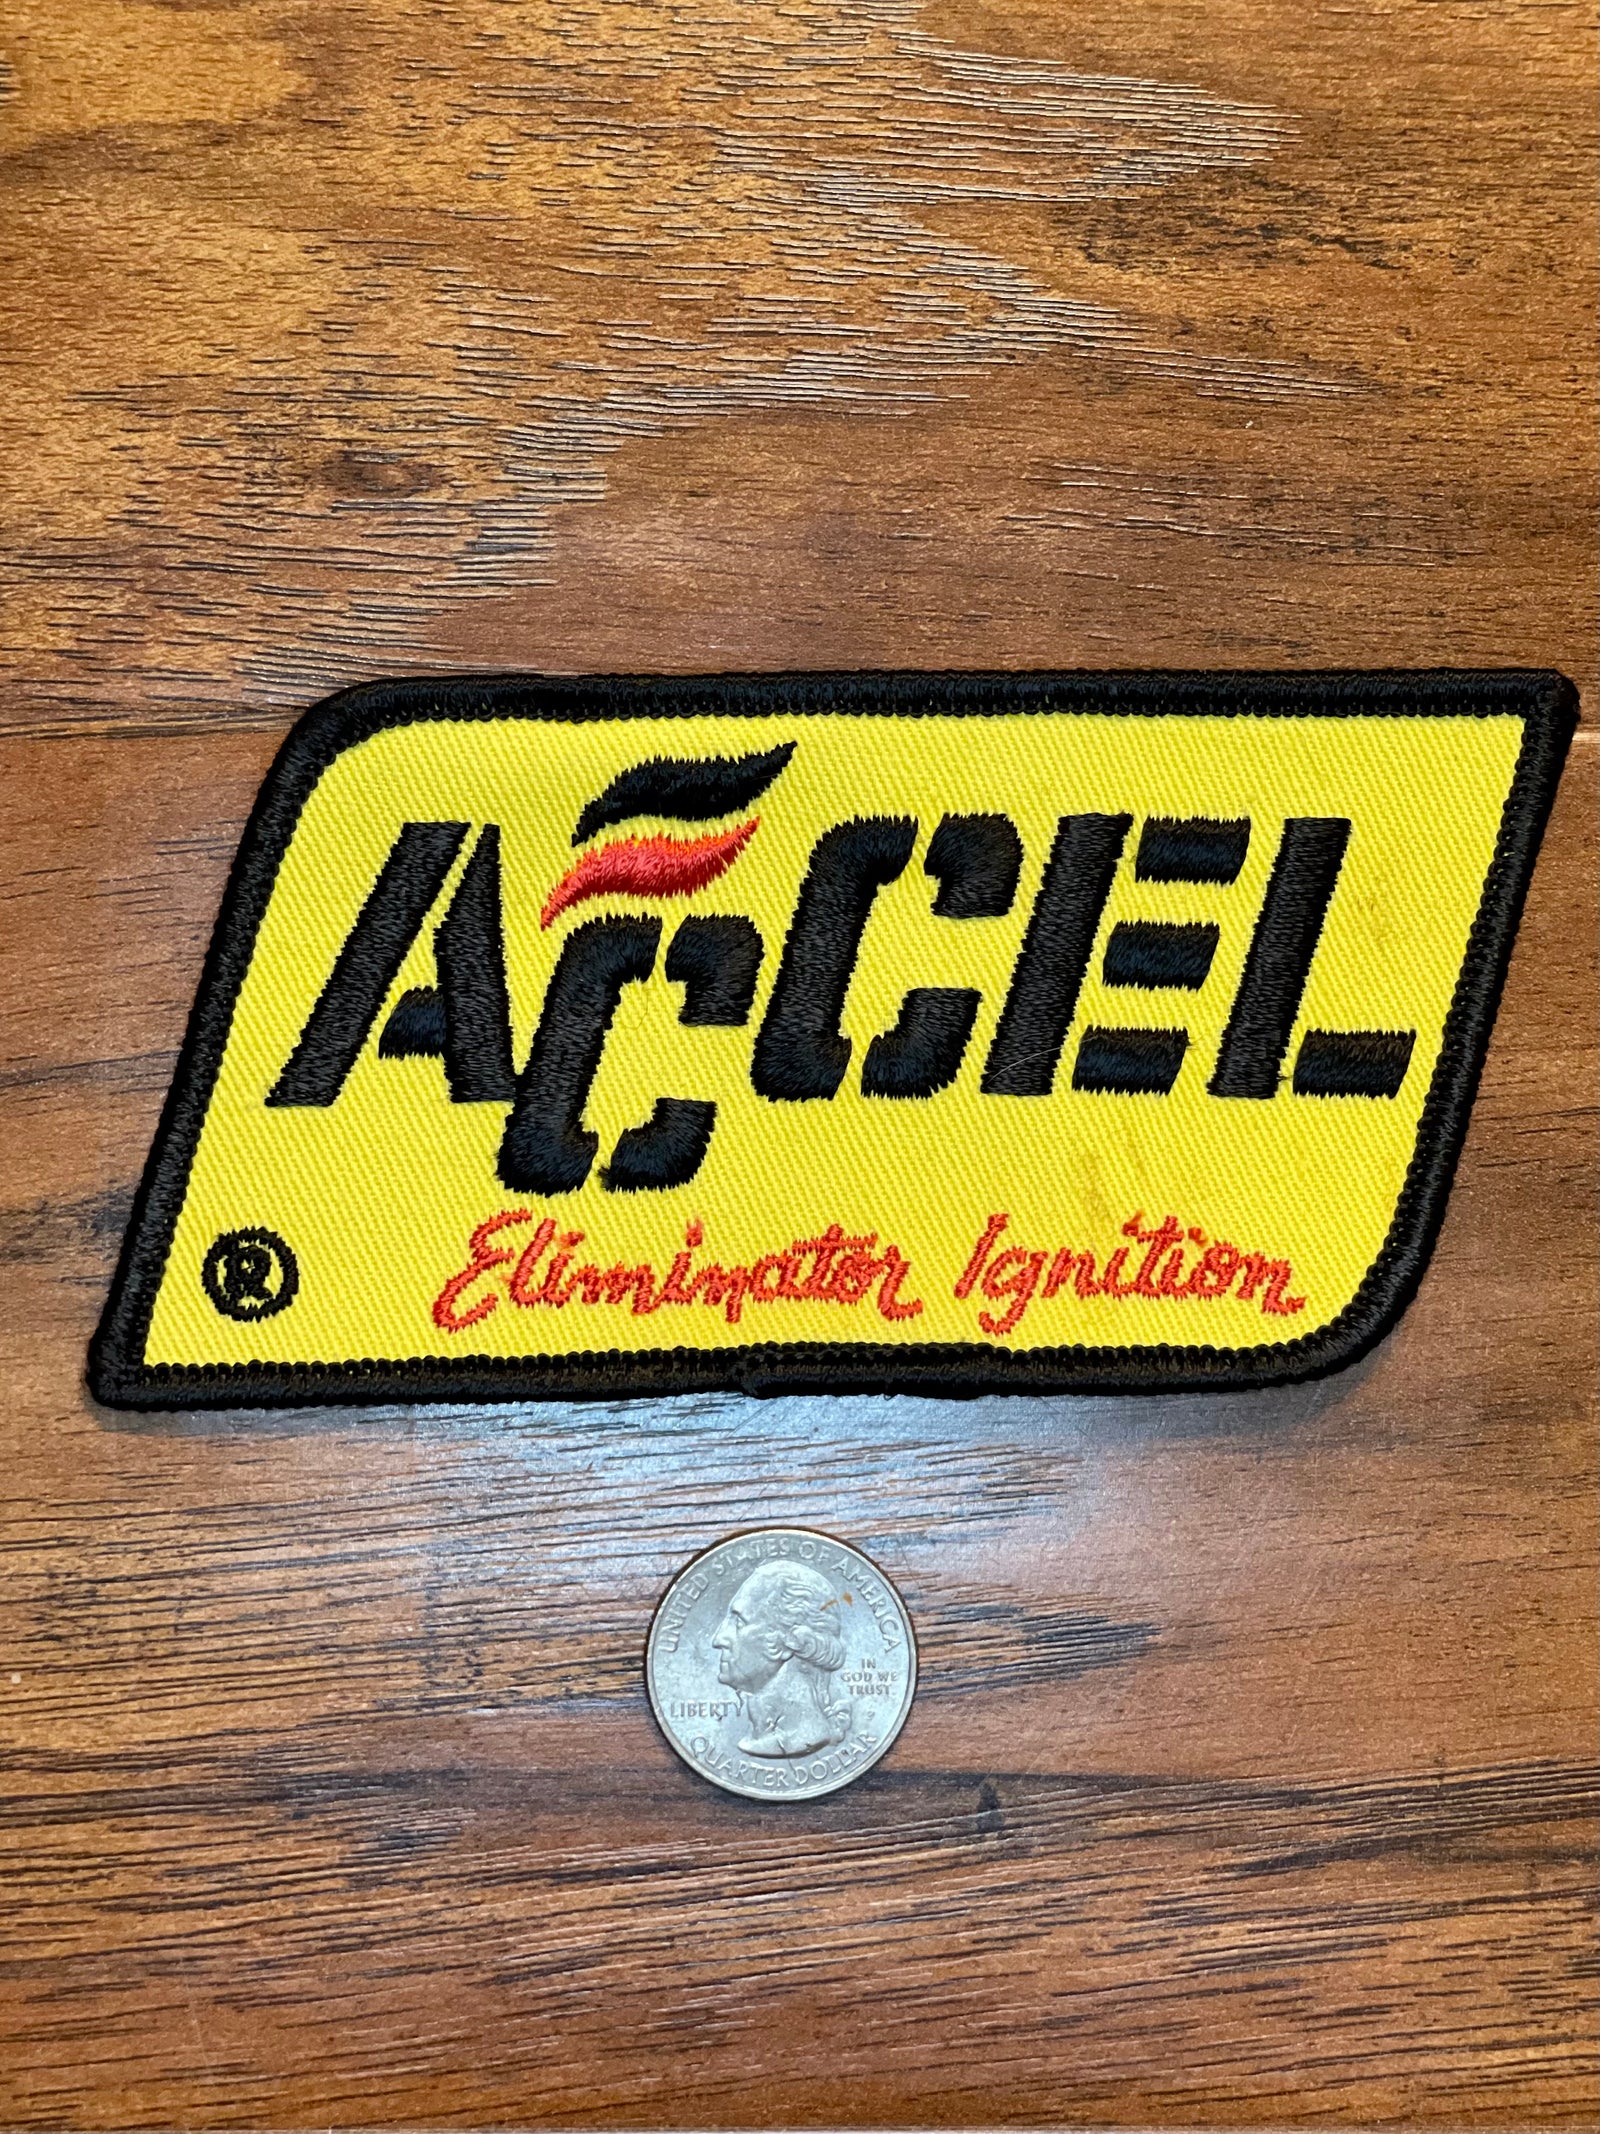 ACCEL
® Eliminator Ignition
UNITED STATES OF AMERICA
IN
GOD WE
TRUST
LIBERTY
P
QUARTER DOLLAR